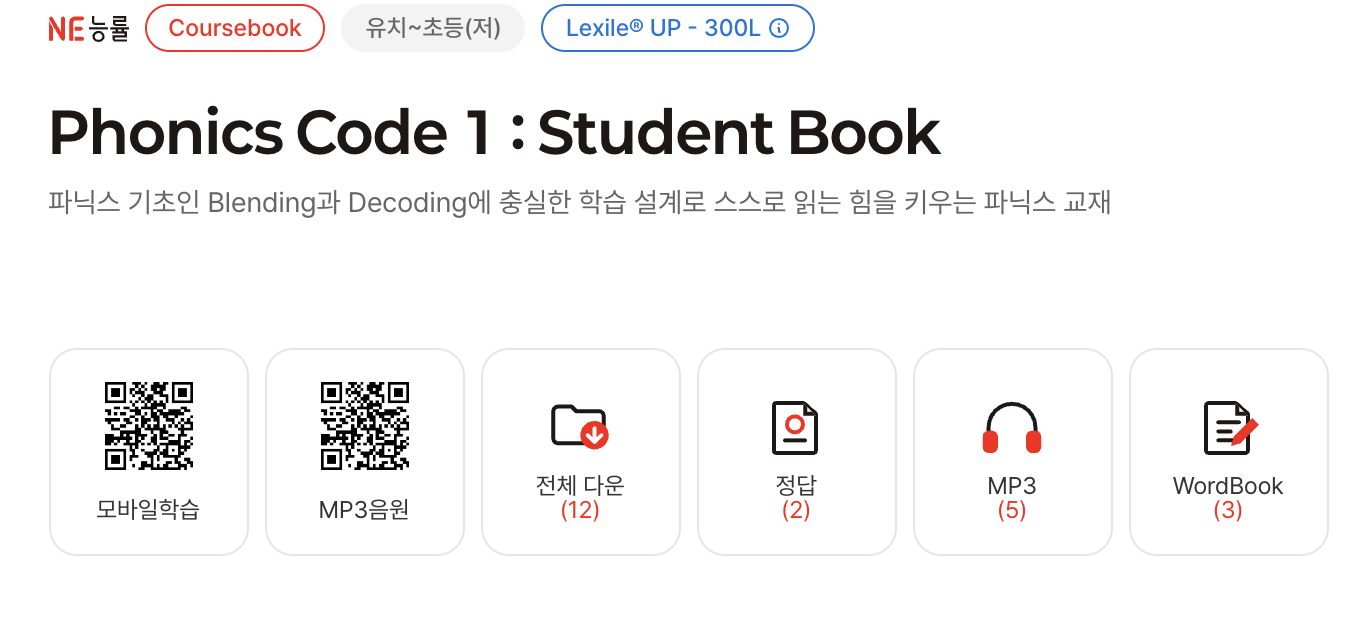 NE능률 Coursebook 유치~초등(저) Lexile® UP - 300L
Phonics Code 1 : Student Book
파닉스 기초인 Blending과 Decoding에 충실한 학습 설계로 스스로 읽는 힘을 키우는 파닉스 교재
모바일학습
MP3음원
전체 다운
(12)
정답
(2)
MP3
(5)
WordBook
(3)